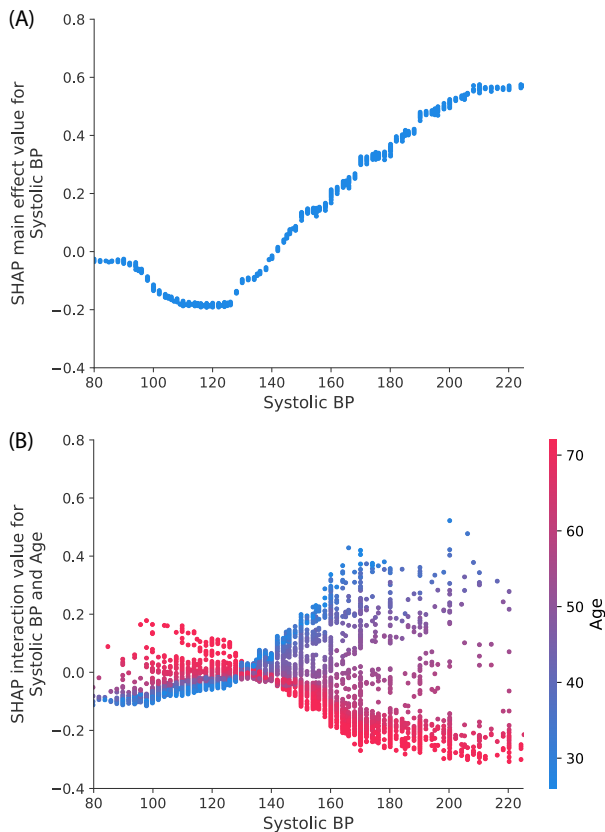 (A)
0.8
0.6
0.4
0.2
0.0
−0.2
−0.4
SHAP main effect value for
Systolic BP
80 100 120 140 160 180 200 220
Systolic BP
(B)
0.8
0.6
0.4
0.2
0.0
−0.2
−0.4
SHAP interaction value for
Systolic BP and Age
80 100 120 140 160 180 200 220
Systolic BP
70
60
50
40
30
Age